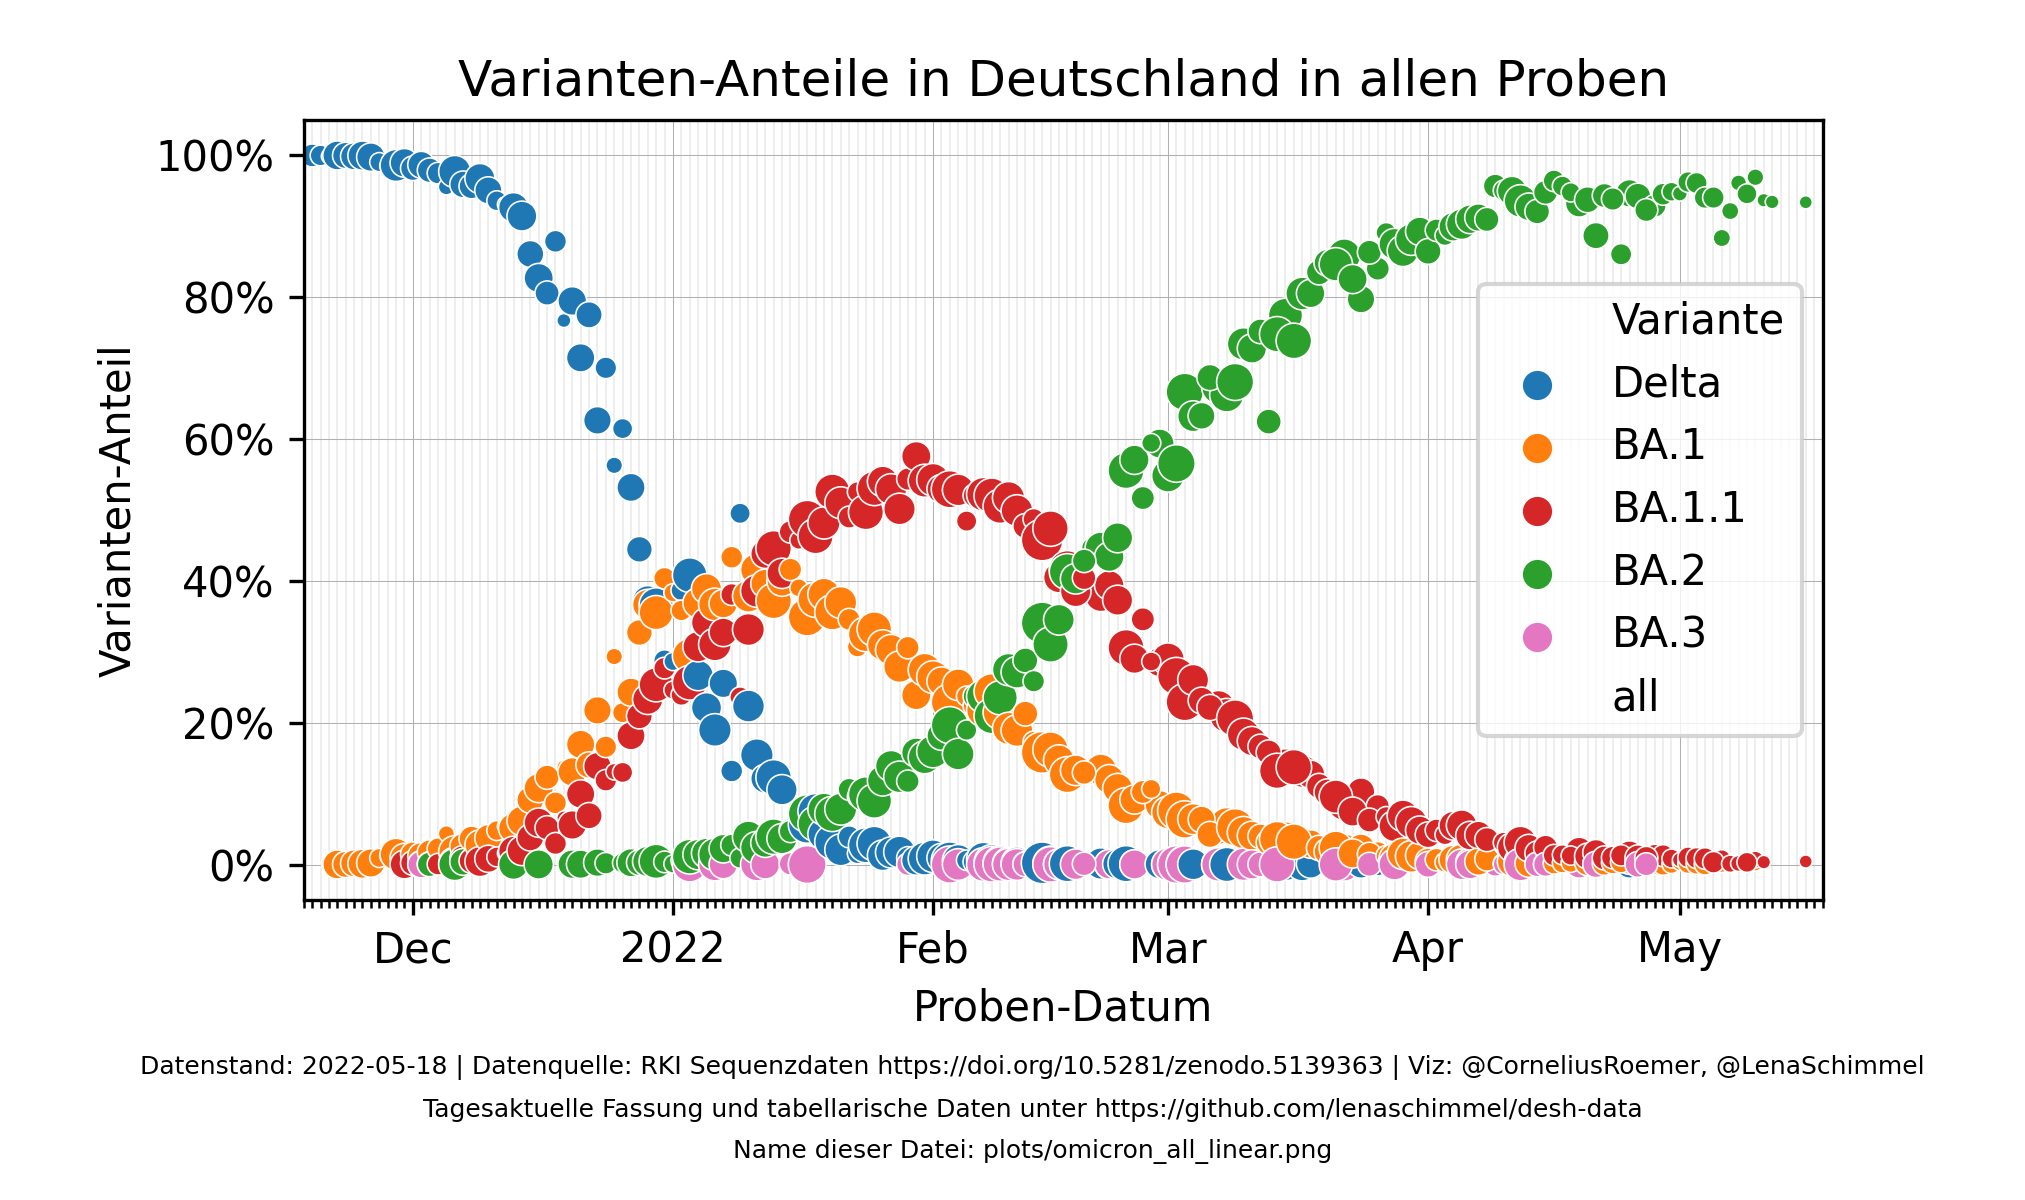 Varianten-Anteile in Deutschland in allen Proben
Varianten-Anteil
100%
80%
60%
40%
20%
0%
Variante
Delta
BA.1
BA.1.1
BA.2
BA.3
all
Dec 2022 Feb Mar Apr May
Proben-Datum
Datenstand: 2022-05-18 | Datenquelle: RKI Sequenzdaten https://doi.org/10.5281/zenodo.5139363 | Viz: @CorneliusRoemer, @LenaSchimmel
Tagesaktuelle Fassung und tabellarische Daten unter https://github.com/lenaschimmel/desh-data
Name dieser Datei: plots/omicron_all_linear.png